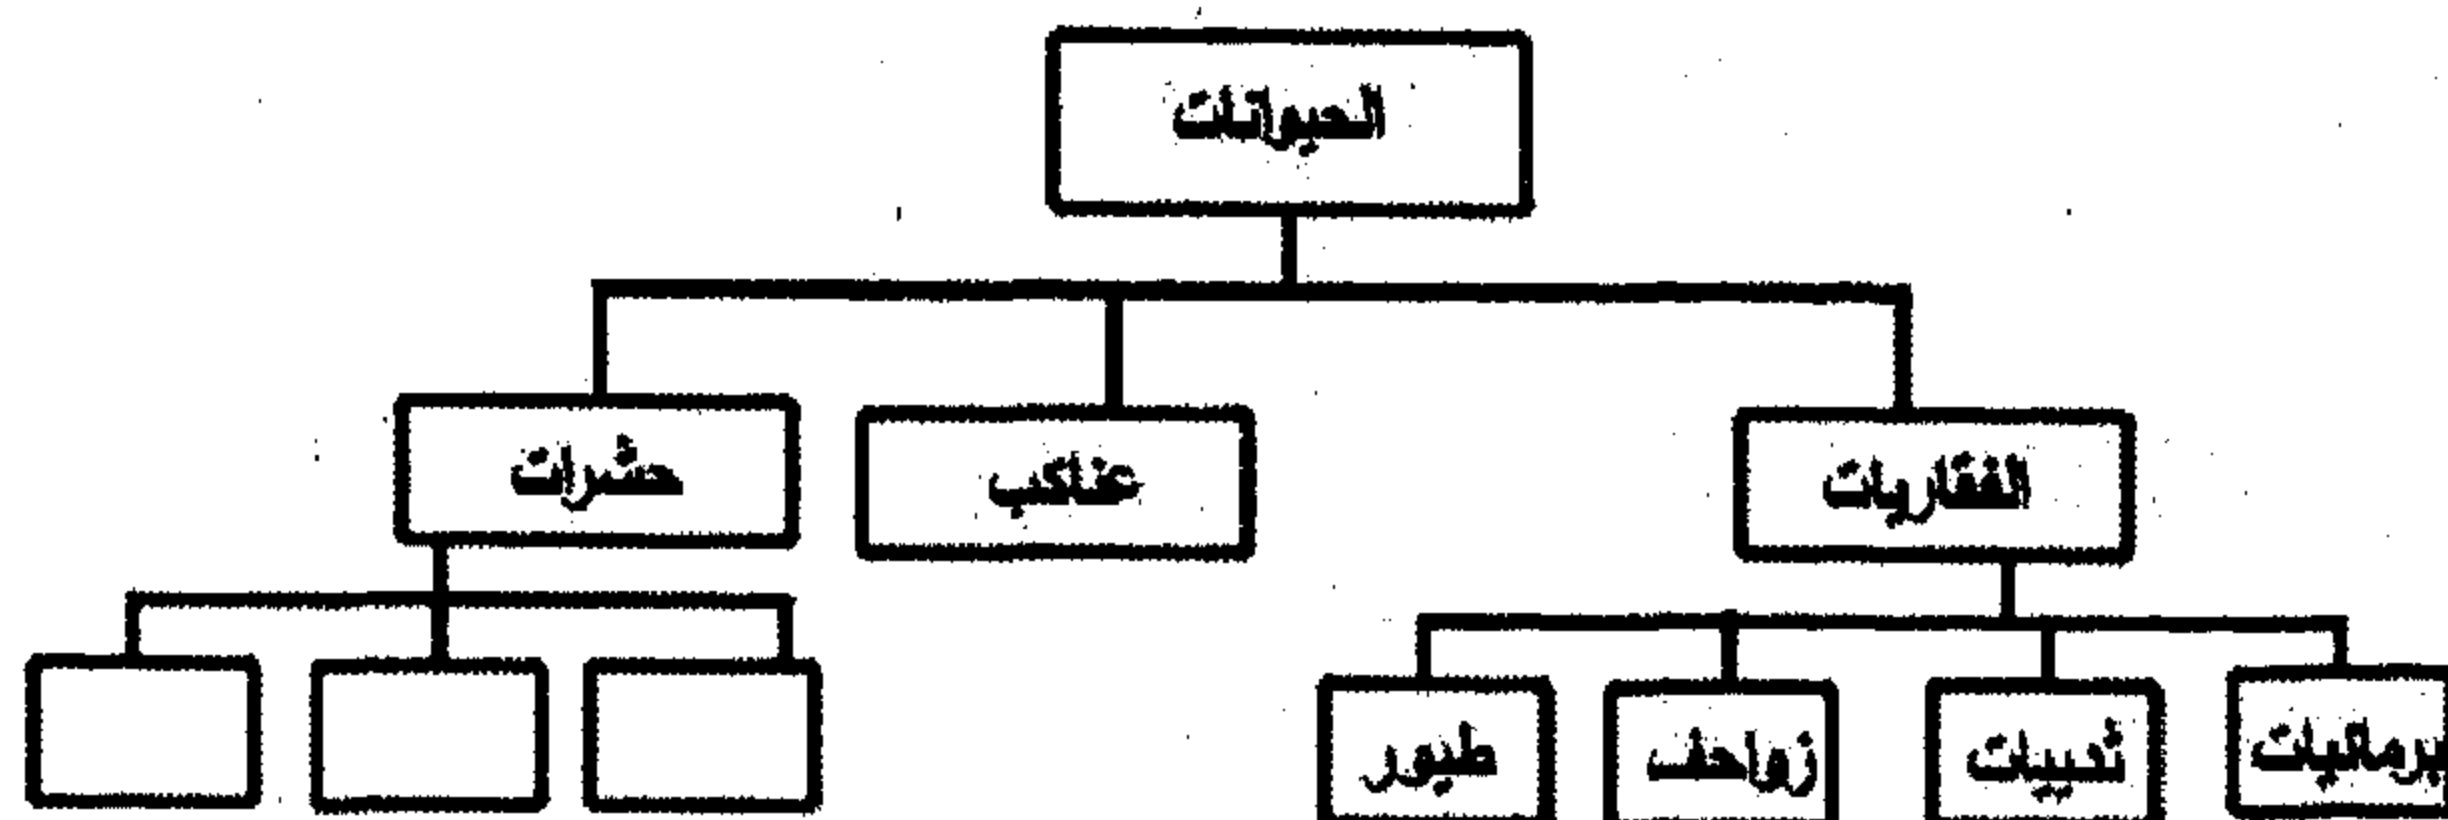 الحيوانات
الفقاريات
عناكب
حشرات
برمائيات
ثدييات
زواحف
طيور